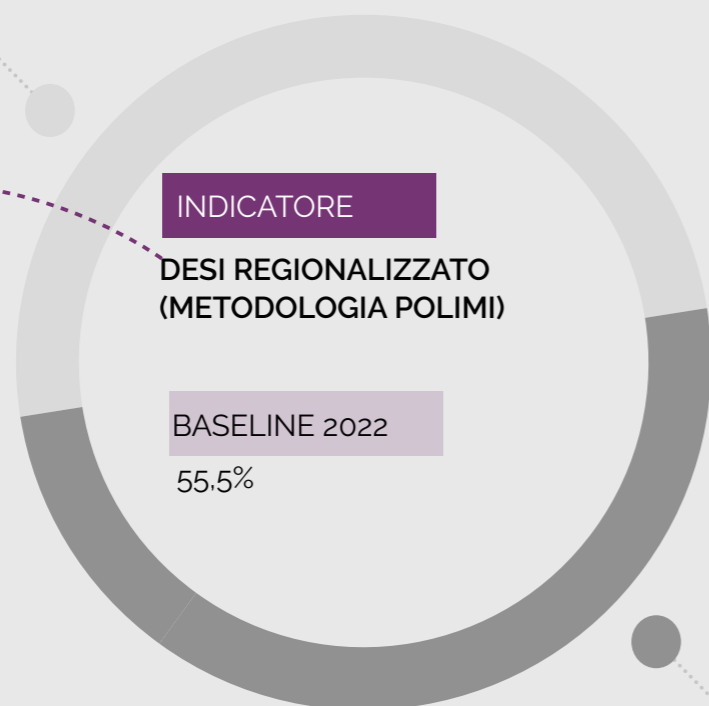 INDICATORE
DESI REGIONALIZZATO
(METODOLOGIA POLIMI)
BASELINE 2022
55,5%